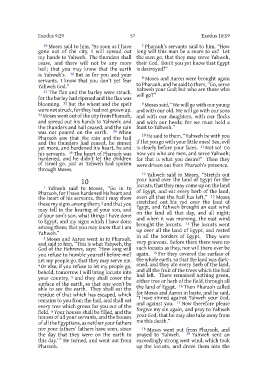 Exodus 9:29
57
Exodus 10:19
29 Moses said to him, "As soon as I have
gone out of the city, I will spread out
my hands to Yahweh. The thunders shall
cease, and there will not be any more
hail; that you may know that the earth
is Yahweh's. 30 But as for you and your
servants, I know that you don't yet fear
Yahweh God."
31 The flax and the barley were struck,
for the barley had ripened and the flax was
blooming. 32 But the wheat and the spelt
were not struck, for they had not grown up.
33 Moses went out of the city from Pharaoh,
and spread out his hands to Yahweh; and
the thunders and hail ceased, and the rain
was not poured on the earth. 34 When
Pharaoh saw that the rain and the hail
and the thunders had ceased, he sinned
yet more, and hardened his heart, he and
his servants. 35 The heart of Pharaoh was
hardened, and he didn't let the children
of Israel go, just as Yahweh had spoken
through Moses.
10
1 Yahweh said to Moses, "Go in to
Pharaoh, for I have hardened his heart and
the heart of his servants, that I may show
these my signs among them; 2 and that you
may tell in the hearing of your son, and
of your son's son, what things I have done
to Egypt, and my signs which I have done
among them; that you may know that I am
Yahweh."
3 Moses and Aaron went in to Pharaoh,
and said to him, "This is what Yahweh, the
God of the Hebrews, says: 'How long will
you refuse to humble yourself before me?
Let my people go, that they may serve me.
4 Or else, if you refuse to let my people go,
behold, tomorrow I will bring locusts into
your country, 5 and they shall cover the
surface of the earth, so that one won't be
able to see the earth. They shall eat the
residue of that which has escaped, which
remains to you from the hail, and shall eat
every tree which grows for you out of the
field. 6 Your houses shall be filled, and the
houses of all your servants, and the houses
of all the Egyptians, as neither your fathers
nor your fathers' fathers have seen, since
the day that they were on the earth to
this day.'" He turned, and went out from
Pharaoh.
7 Pharaoh's servants said to him, "How
long will this man be a snare to us? Let
the men go, that they may serve Yahweh,
their God. Don't you yet know that Egypt
is destroyed?"
8 Moses and Aaron were brought again
to Pharaoh, and he said to them, "Go, serve
Yahweh your God; but who are those who
will go?"
9 Moses said, "We will go with our young
and with our old. We will go with our sons
and with our daughters, with our flocks
and with our herds; for we must hold a
feast to Yahweh."
10 He said to them, "Yahweh be with you
if I let you go with your little ones! See, evil
is clearly before your faces. 11 Not so! Go
now you who are men, and serve Yahweh;
for that is what you desire!" Then they
were driven out from Pharaoh's presence.
12 Yahweh said to Moses, "Stretch out
your hand over the land of Egypt for the
locusts, that they may come up on the land
of Egypt, and eat every herb of the land,
even all that the hail has left." 13 Moses
stretched out his rod over the land of
Egypt, and Yahweh brought an east wind
on the land all that day, and all night;
and when it was morning, the east wind
brought the locusts. 14 The locusts went
up over all the land of Egypt, and rested
in all the borders of Egypt. They were
very grievous. Before them there were no
such locusts as they, nor will there ever be
again. 15 For they covered the surface of
the whole earth, so that the land was dark-
ened, and they ate every herb of the land,
and all the fruit of the trees which the hail
had left. There remained nothing green,
either tree or herb of the field, through all
the land of Egypt. 16 Then Pharaoh called
for Moses and Aaron in haste, and he said,
"I have sinned against Yahweh your God,
and against you. 17 Now therefore please
forgive my sin again, and pray to Yahweh
your God, that he may also take away from
me this death."
18 Moses went out from Pharaoh, and
prayed to Yahweh. 19 Yahweh sent an
exceedingly strong west wind, which took
up the locusts, and drove them into the